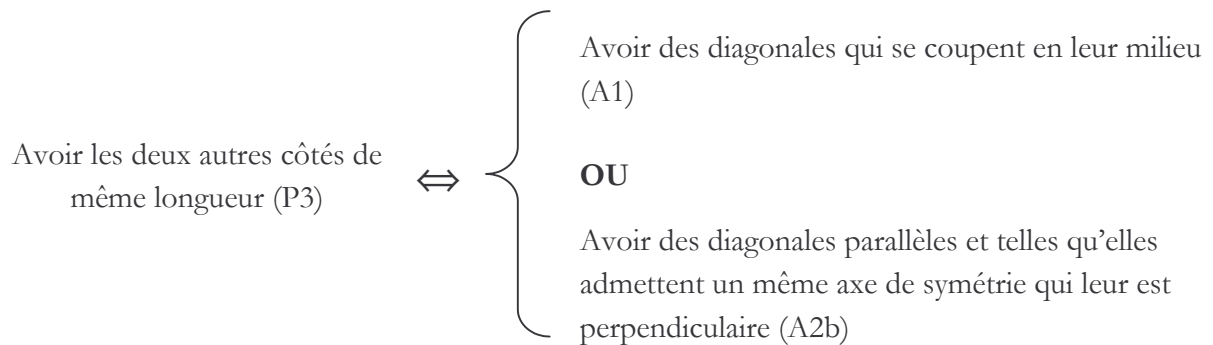 Avoir les deux autres côtés de
même longueur (P3)
⇔
Avoir des diagonales qui se coupent en leur milieu
(A1)
OU
Avoir des diagonales parallèles et telles qu’elles
admettent un même axe de symétrie qui leur est
perpendiculaire (A2b)